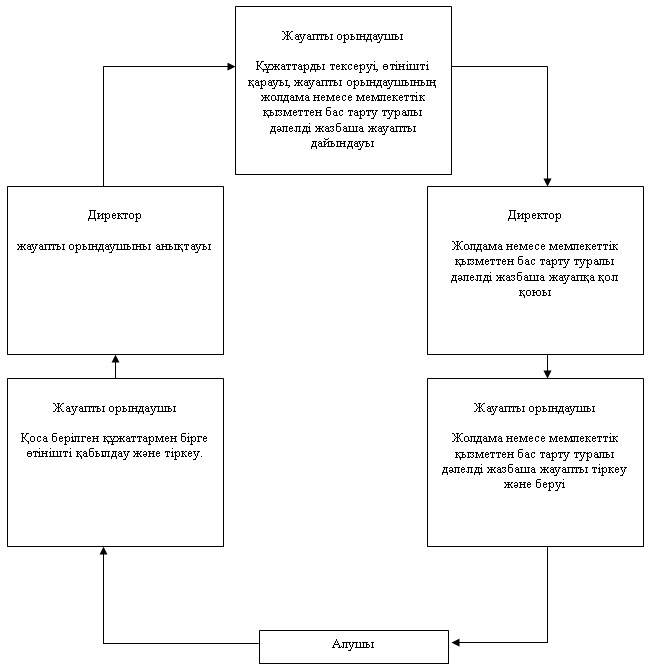 Жауапты орындаушы
Құжаттарды тексеруі, өтінішті
қарауы, жауапты орындаушының
жолдама немесе мемлекеттік
қызметтен бас тарту туралы
дәлелді жазбаша жауапты
дайындауы
Директор
жауапты орындаушыны анықтауы
Директор
Жолдама немесе мемлекеттік
қызметтен бас тарту туралы
дәлелді жазбаша жауапқа қол
қоюы
Жауапты орындаушы
Қоса берілген құжаттармен бірге
өтінішті қабылдау және тіркеу.
Жауапты орындаушы
Жолдама немесе мемлекеттік
қызметтен бас тарту туралы
дәлелді жазбаша жауапты тіркеу
және беруі
Алушы